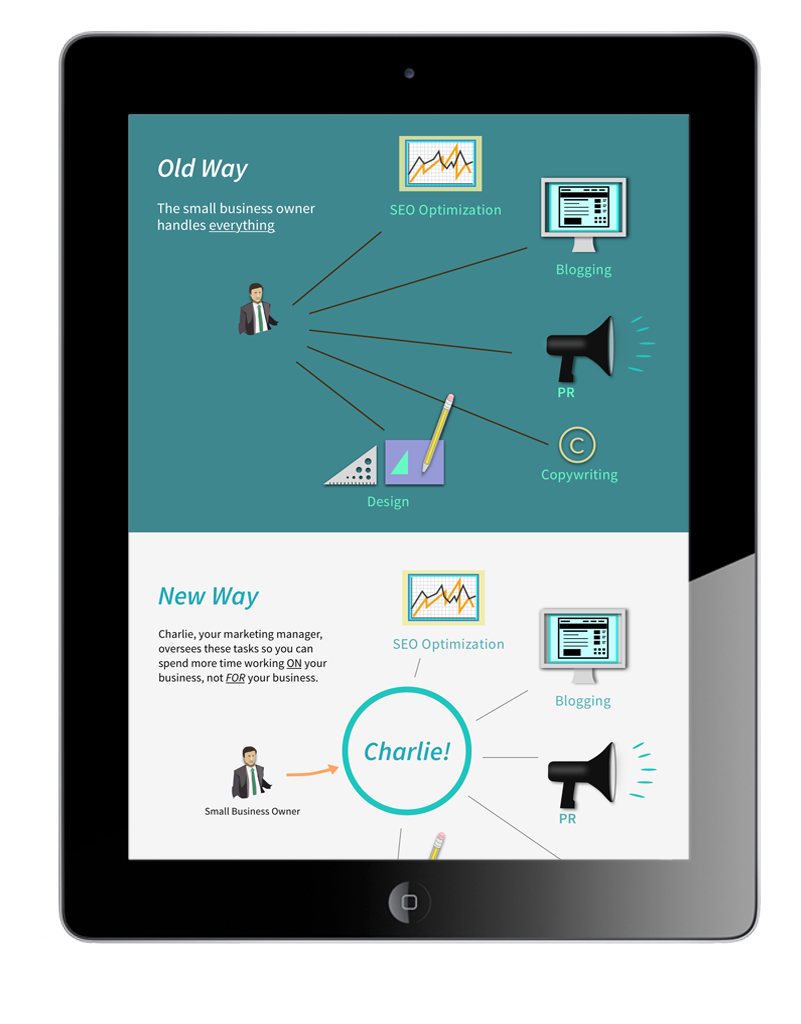 Old Way
The small business owner
handles everything
SEO Optimization
Blogging
PR
C
Copywriting
Design
New Way
Charlie, your marketing manager,
oversees these tasks so you can
spend more time working ON your
business, not FOR your business.
SEO Optimization
Blogging
Charlie!
Small Business Owner
PR